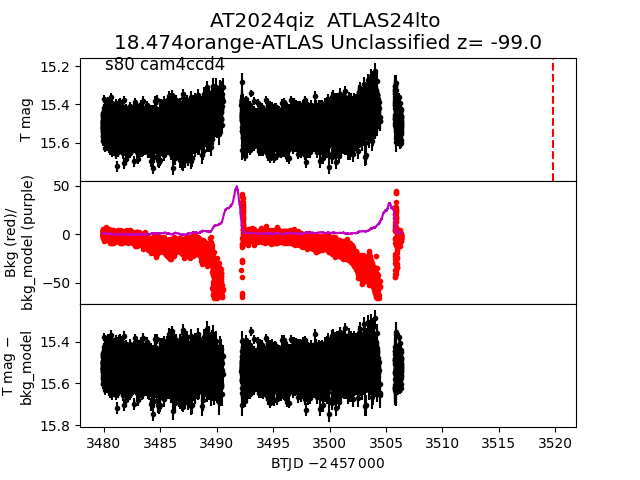 AT2024qiz  ATLAS24lto
18.474orange-ATLAS Unclassified z= -99.0
s80 cam4ccd4
T mag
15.2
15.4
15.6
Bkg (red)/
bkg_model (purple)
50
0
−50
T mag −
bkg_model
15.4
15.6
15.8
3480 3485 3490 3495 3500 3505 3510 3515 3520
BTJD −2 457 000